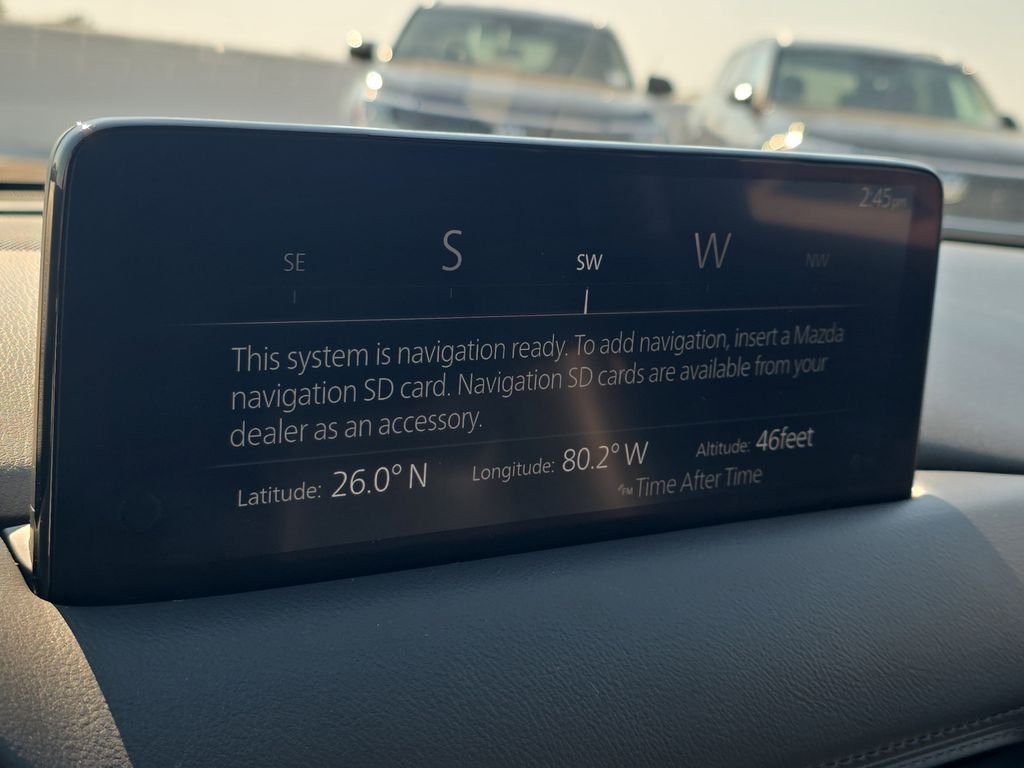 2:45pm
SE S SW W NW
This system is navigation ready. To add navigation, insert a Mazda
navigation SD card. Navigation SD cards are available from your
dealer as an accessory.
Latitude: 26.0° N Longitude: 80.2° W Altitude: 46feet
FM Time After Time